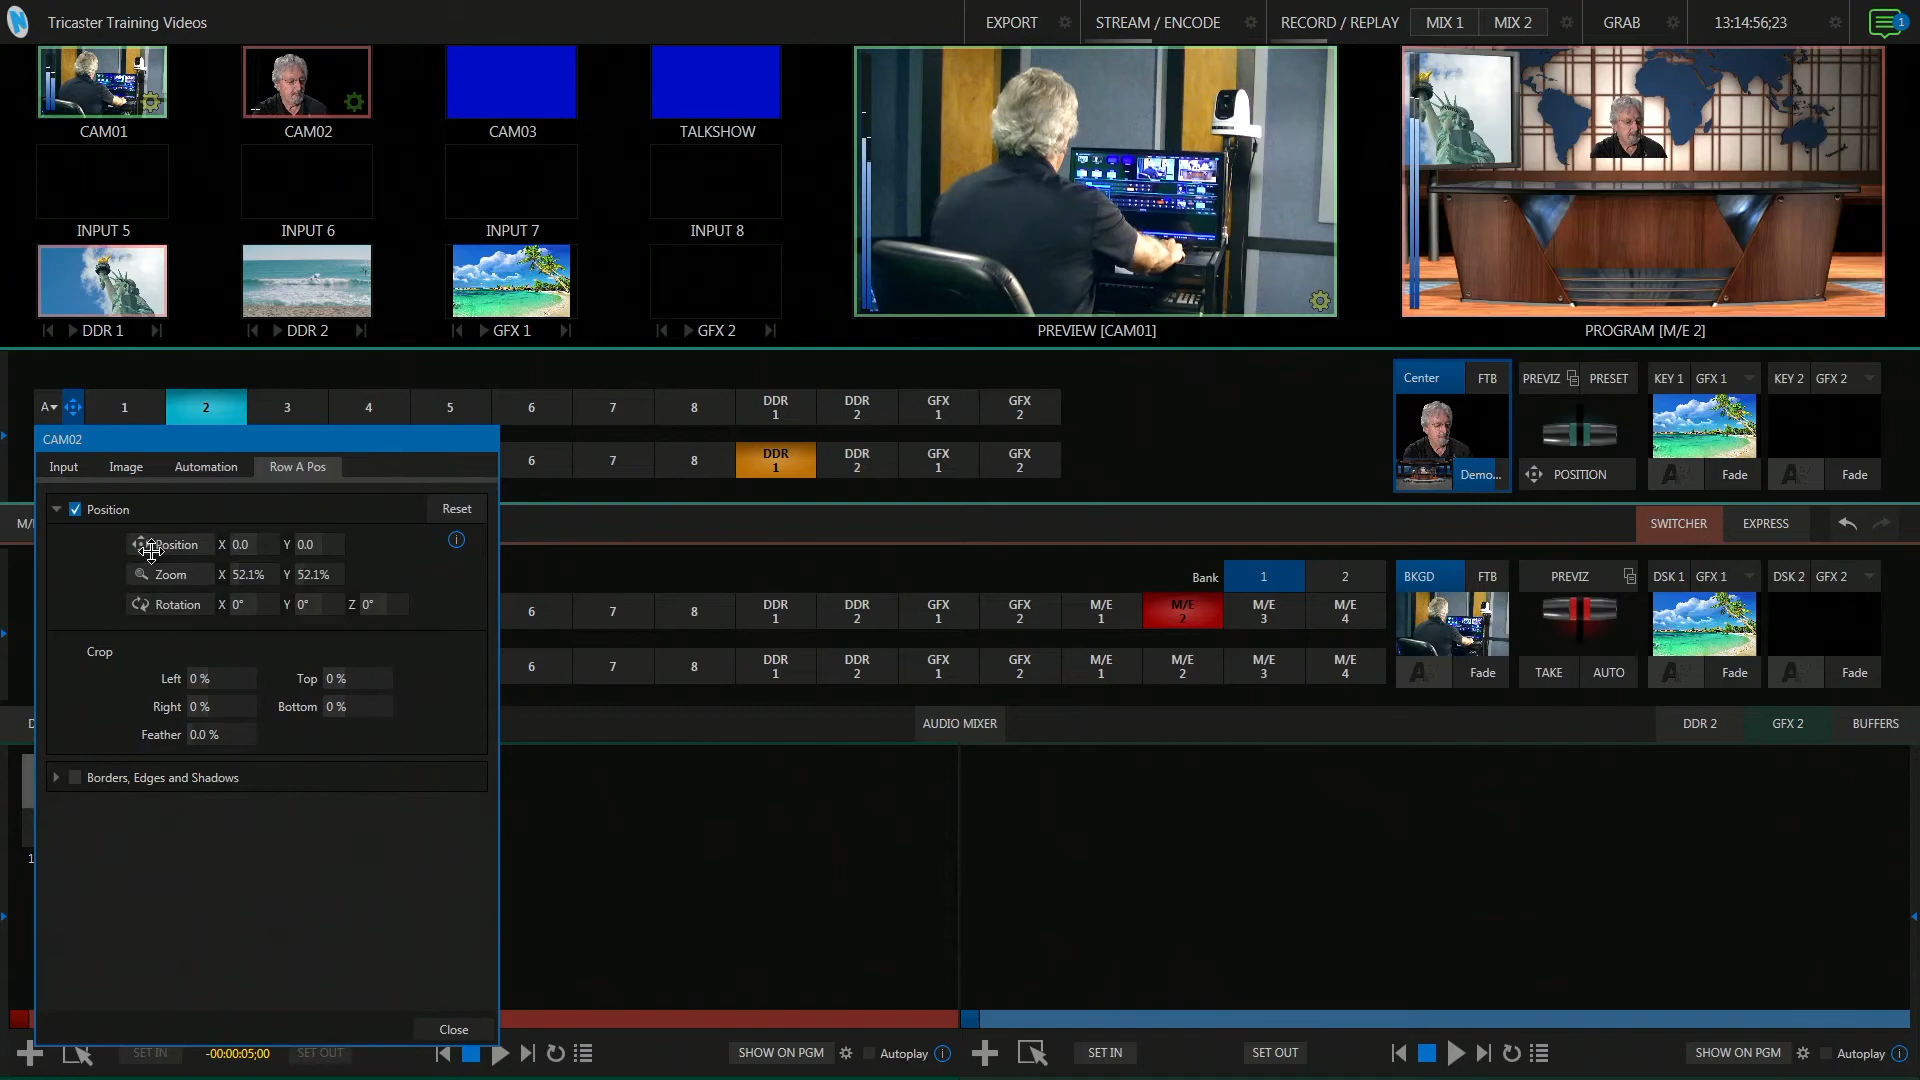 Tricaster Training Videos
EXPORT
STREAM / ENCODE
RECORD / REPLAY
MIX 1
MIX 2
GRAB
13:14:56;23
1
CAM01
CAM02
CAM03
TALKSHOW
INPUT 5
INPUT 6
INPUT 7
INPUT 8
DDR 1
DDR 2
GFX 1
GFX 2
PREVIEW [CAM01]
PROGRAM [M/E 2]
A
1
2
3
4
5
6
7
8
DDR 1
DDR 2
GFX 1
GFX 2
Center
FTB
Demo...
PREVIZ
PRESET
POSITION
KEY 1
GFX 1
Fade
KEY 2
GFX 2
Fade
6
7
8
DDR 1
DDR 2
GFX 1
GFX 2
CAM02
Input
Image
Automation
Row A Pos
Position
Reset
Position X 0.0 Y 0.0
Zoom X 52.1% Y 52.1%
Rotation X 0° Y 0° Z 0°
Crop
Left 0 % Top 0 %
Right 0 % Bottom 0 %
Feather 0.0 %
Borders, Edges and Shadows
Close
M/
SWITCHER
EXPRESS
Bank
1
2
6
7
8
DDR 1
DDR 2
GFX 1
GFX 2
M/E 1
M/E 2
M/E 3
M/E 4
6
7
8
DDR 1
DDR 2
GFX 1
GFX 2
M/E 1
M/E 2
M/E 3
M/E 4
BKGD
FTB
Fade
PREVIZ
TAKE
AUTO
DSK 1
GFX 1
Fade
DSK 2
GFX 2
Fade
D
AUDIO MIXER
DDR 2
GFX 2
BUFFERS
1
SET IN
-00:00:05;00
SET OUT
SHOW ON PGM
Autoplay
SET IN
SET OUT
SHOW ON PGM
Autoplay